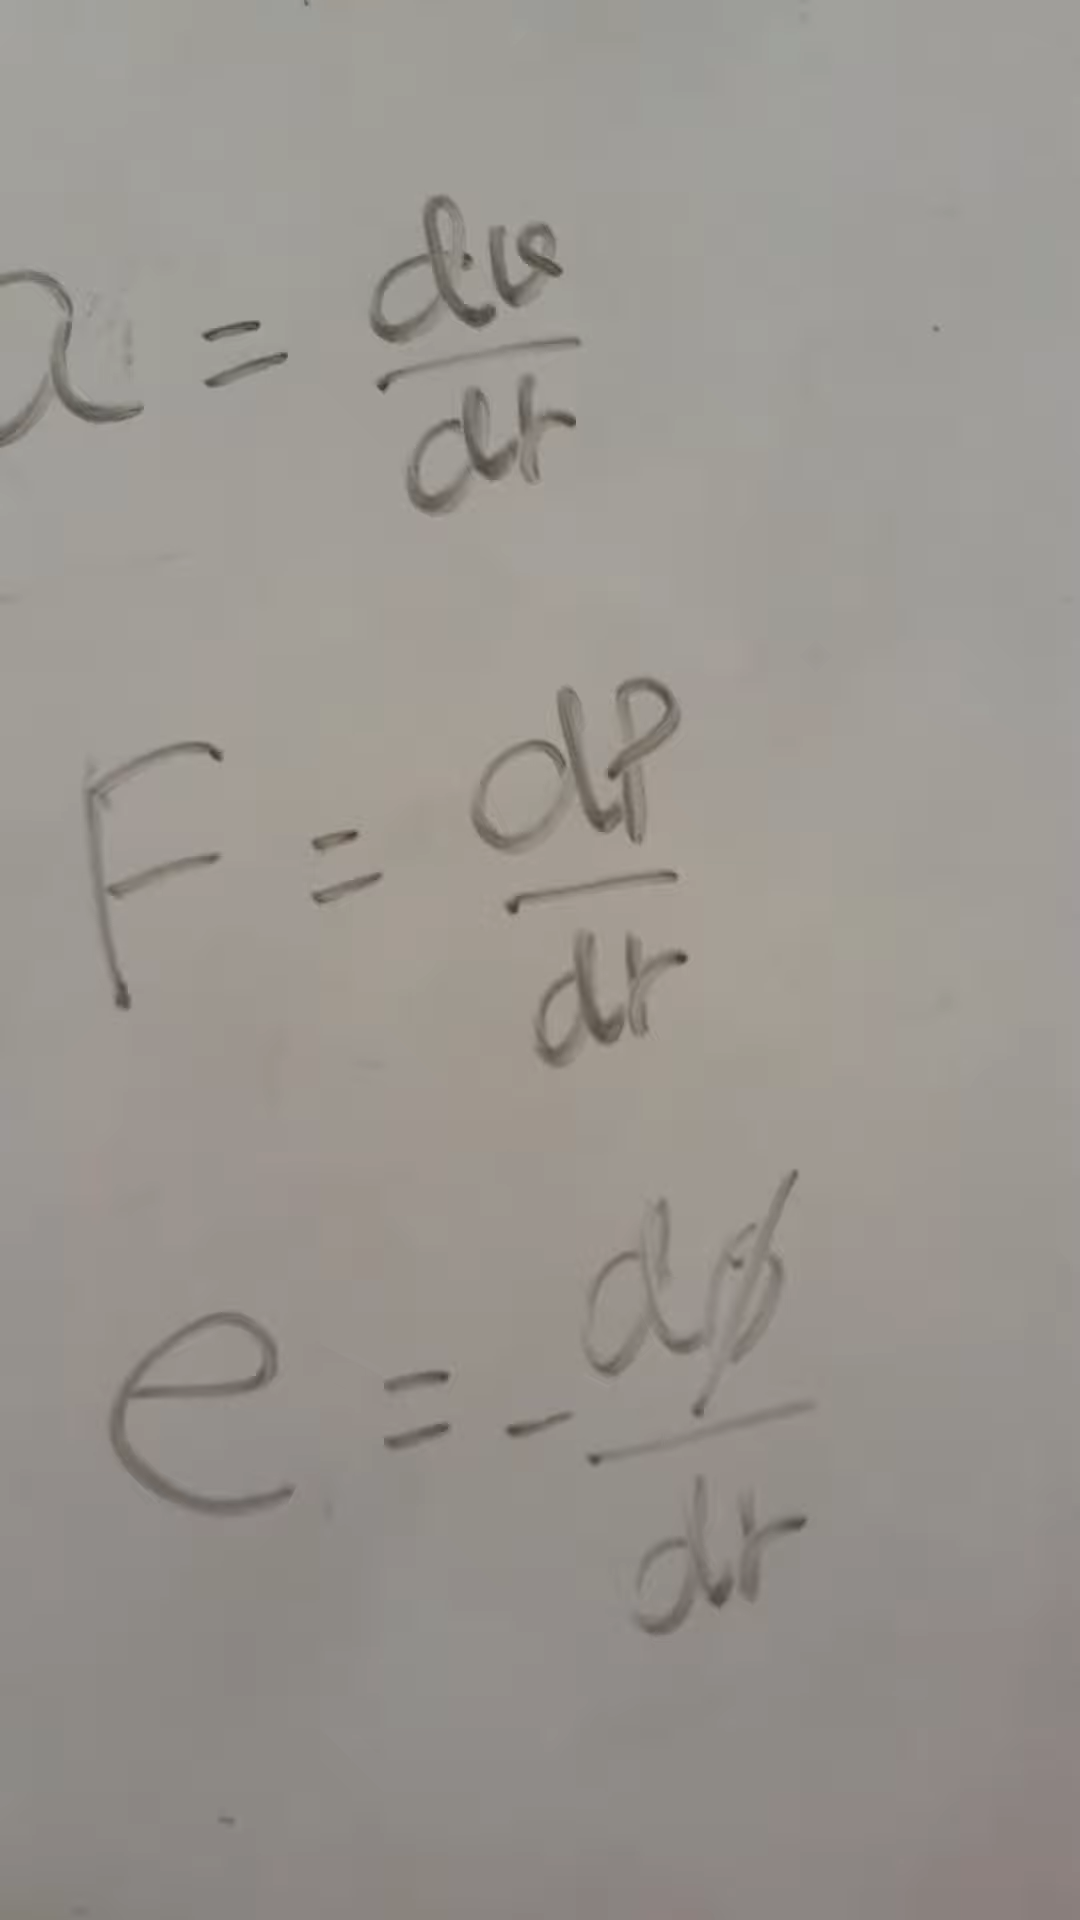 a = dv/dt
F = dP/dt
e = - dϕ/dt